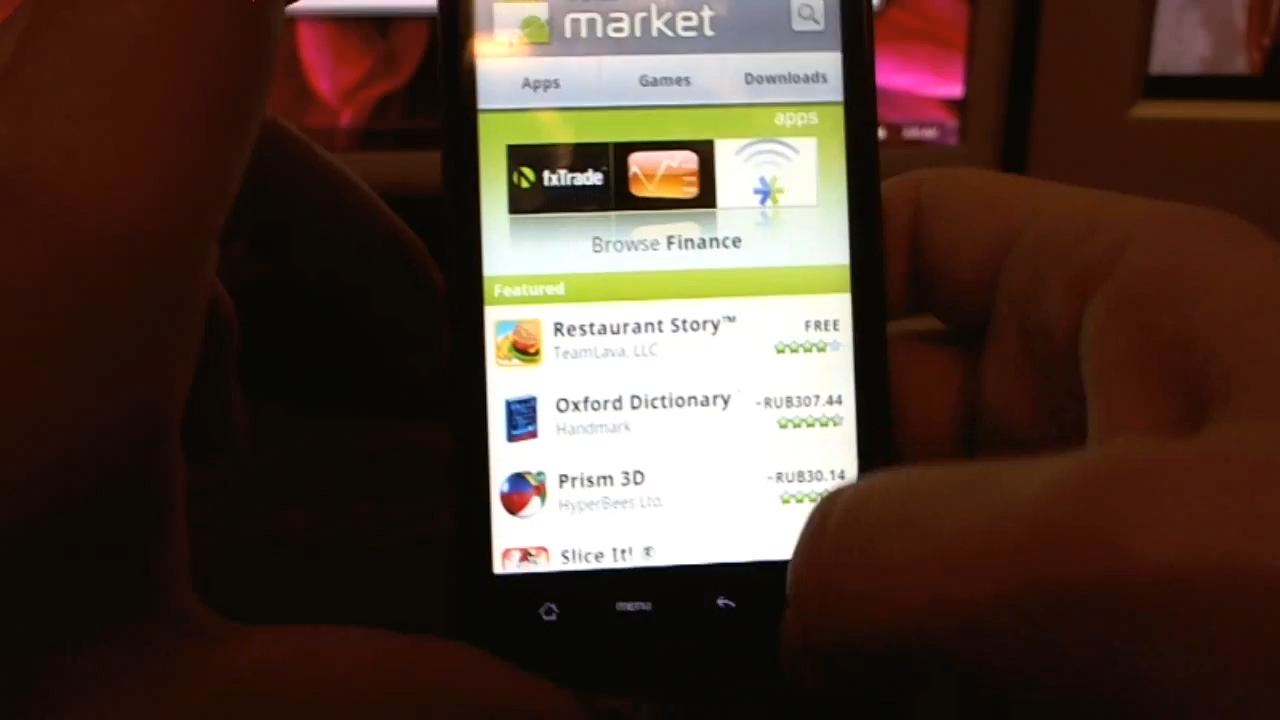 market
Apps Games Downloads
apps
fxTrade
Browse Finance
Featured
Restaurant Story™ FREE
TeamLava, LLC
Oxford Dictionary ~RUB307.44
Handmark
Prism 3D ~RUB30.14
HyperBees Ltd.
Slice It! ®
menu